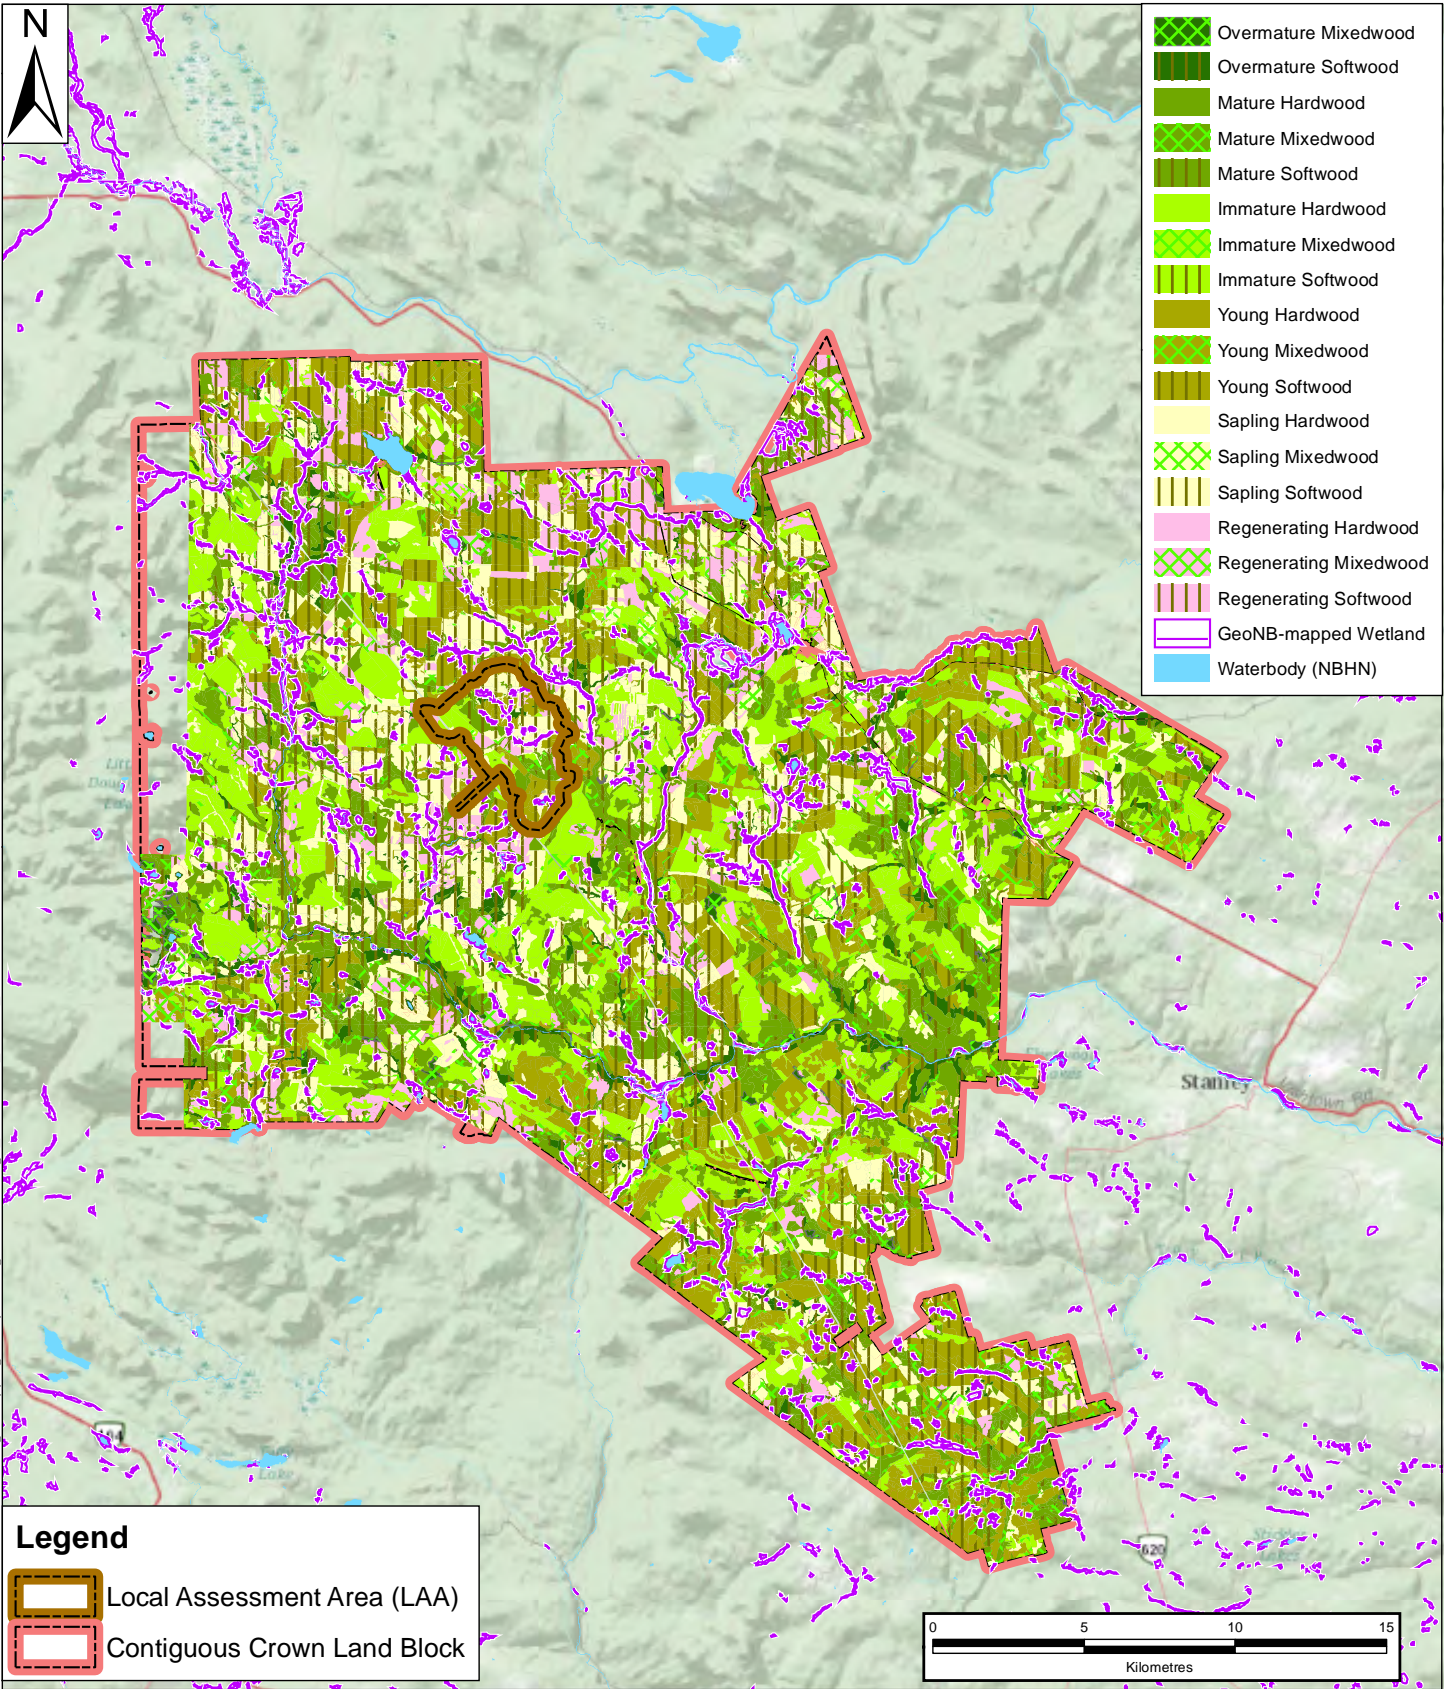 N
Overmature Mixedwood
Overmature Softwood
Mature Hardwood
Mature Mixedwood
Mature Softwood
Immature Hardwood
Immature Mixedwood
Immature Softwood
Young Hardwood
Young Mixedwood
Young Softwood
Sapling Hardwood
Sapling Mixedwood
Sapling Softwood
Regenerating Hardwood
Regenerating Mixedwood
Regenerating Softwood
GeoNB-mapped Wetland
Waterbody (NBHN)
Stanley
Lake
620
Legend
Local Assessment Area (LAA)
Contiguous Crown Land Block
0 5 10 15
Kilometres